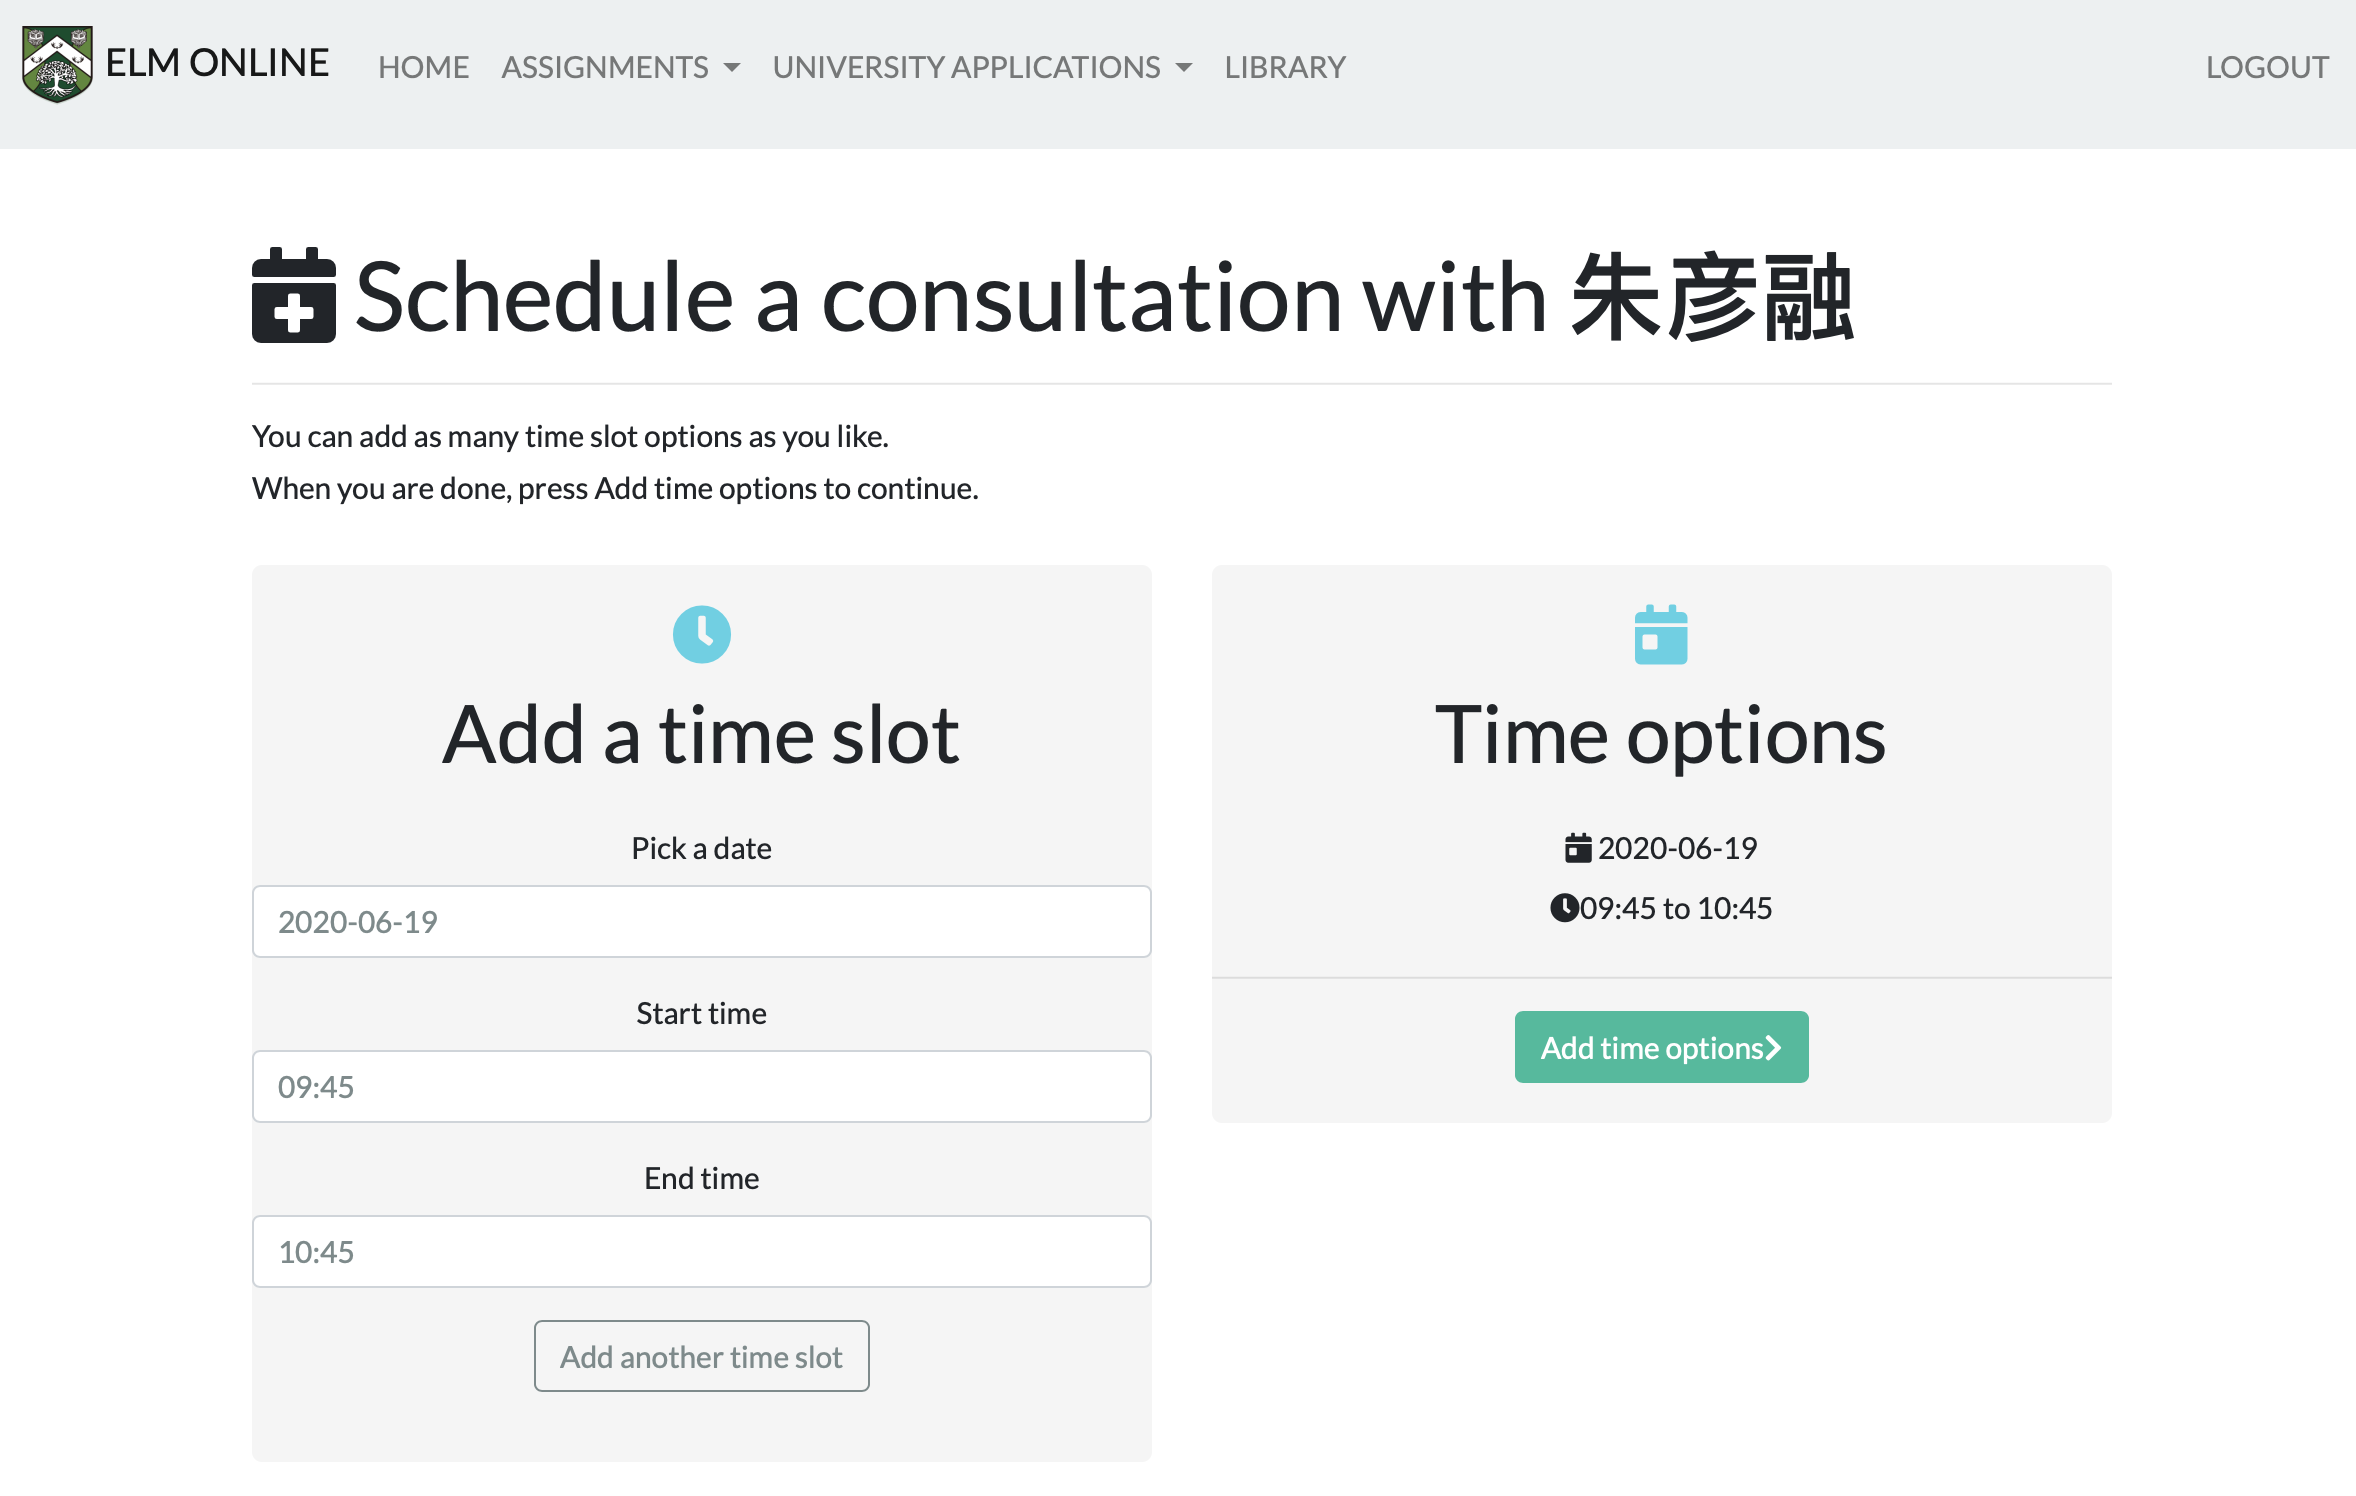 ELM ONLINE HOME ASSIGNMENTS UNIVERSITY APPLICATIONS LIBRARY LOGOUT
Schedule a consultation with 朱彦融
You can add as many time slot options as you like.
When you are done, press Add time options to continue.
Add a time slot
Pick a date
2020-06-19
Start time
09:45
End time
10:45
Add another time slot
Time options
2020-06-19
09:45 to 10:45
Add time options